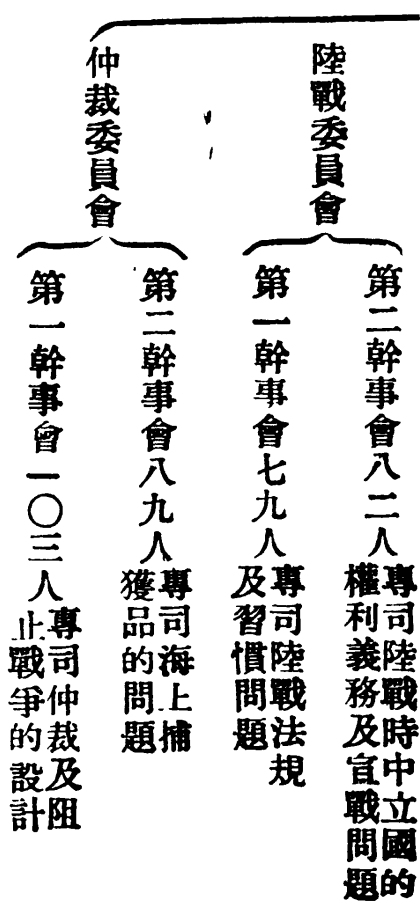 陸戰委員會
第二幹事會八二人
專司陸戰時中立國的
權利義務及宣戰問題
第一幹事會七九人
專司陸戰法規
及習慣問題
仲裁委員會
第二幹事會八九人
專司海上捕
獲品的問題
第一幹事會一〇三人
專司仲裁及阻
止戰爭的設計